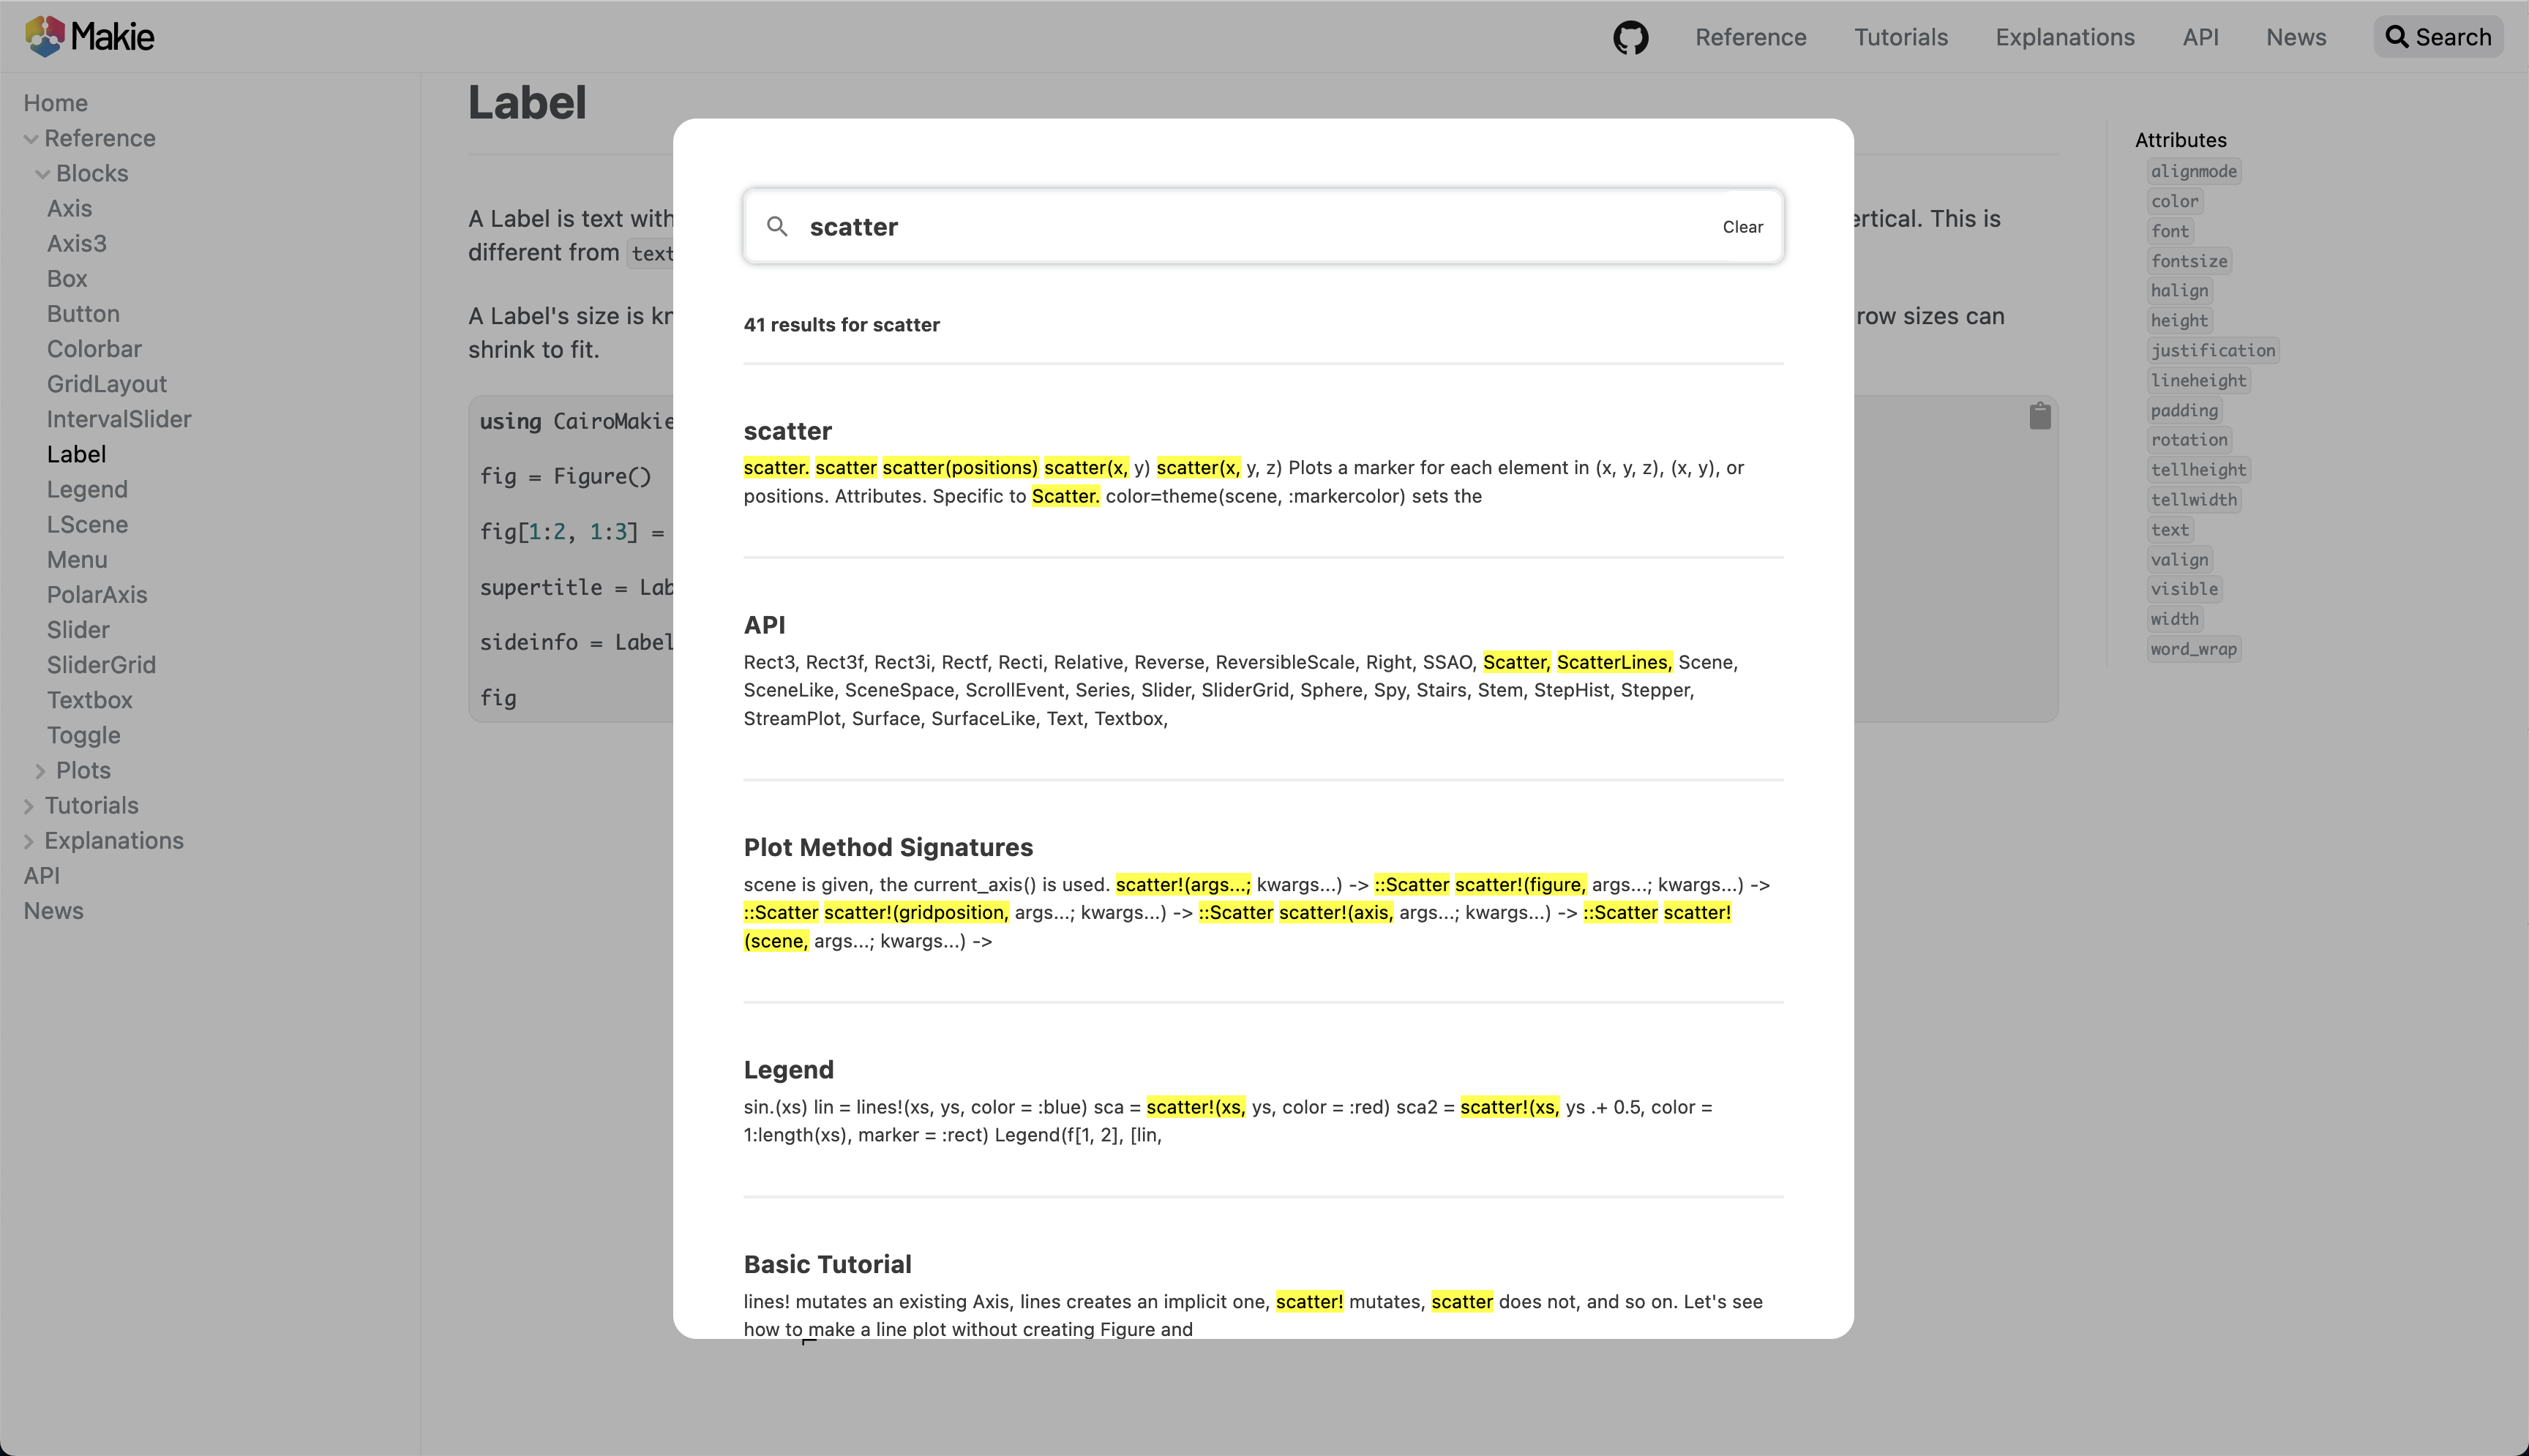 Makie
Reference
Tutorials
Explanations
API
News
Search
Home
Reference
Blocks
Axis
Axis3
Box
Button
Colorbar
GridLayout
IntervalSlider
Label
Legend
LScene
Menu
PolarAxis
Slider
SliderGrid
Textbox
Toggle
Plots
Tutorials
Explanations
API
News
Label
A Label is text with
ertical. This is
different from text
A Label's size is kr
row sizes can
shrink to fit.
using CairoMakie
fig = Figure()
fig[1:2, 1:3] =
supertitle = Lab
sideinfo = Label
fig
scatter
Clear
41 results for scatter
scatter
scatter. scatter scatter(positions) scatter(x, y) scatter(x, y, z) Plots a marker for each element in (x, y, z), (x, y), or
positions. Attributes. Specific to Scatter. color=theme(scene, :markercolor) sets the
API
Rect3, Rect3f, Rect3i, Rectf, Recti, Relative, Reverse, ReversibleScale, Right, SSAO, Scatter, ScatterLines, Scene,
SceneLike, SceneSpace, ScrollEvent, Series, Slider, SliderGrid, Sphere, Spy, Stairs, Stem, StepHist, Stepper,
StreamPlot, Surface, SurfaceLike, Text, Textbox,
Plot Method Signatures
scene is given, the current_axis() is used. scatter!(args...; kwargs...) -> ::Scatter scatter!(figure, args...; kwargs...) ->
::Scatter scatter!(gridposition, args...; kwargs...) -> ::Scatter scatter!(axis, args...; kwargs...) -> ::Scatter scatter!
(scene, args...; kwargs...) ->
Legend
sin.(xs) lin = lines!(xs, ys, color = :blue) sca = scatter!(xs, ys, color = :red) sca2 = scatter!(xs, ys .+ 0.5, color =
1:length(xs), marker = :rect) Legend(f[1, 2], [lin,
Basic Tutorial
lines! mutates an existing Axis, lines creates an implicit one, scatter! mutates, scatter does not, and so on. Let's see
how to make a line plot without creating Figure and
Attributes
alignmode
color
font
fontsize
halign
height
justification
lineheight
padding
rotation
tellheight
tellwidth
text
valign
visible
width
word_wrap